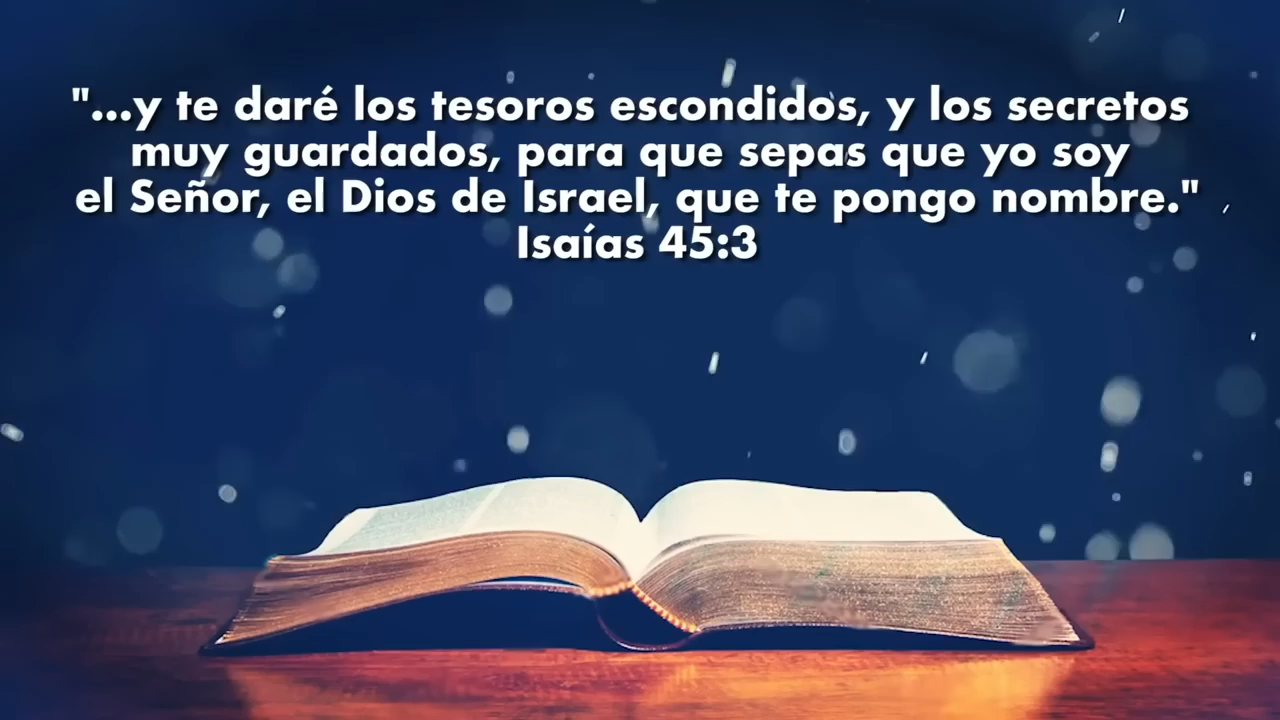 "...y te daré los tesoros escondidos, y los secretos
muy guardados, para que sepas que yo soy
el Señor, el Dios de Israel, que te pongo nombre."
Isaías 45:3